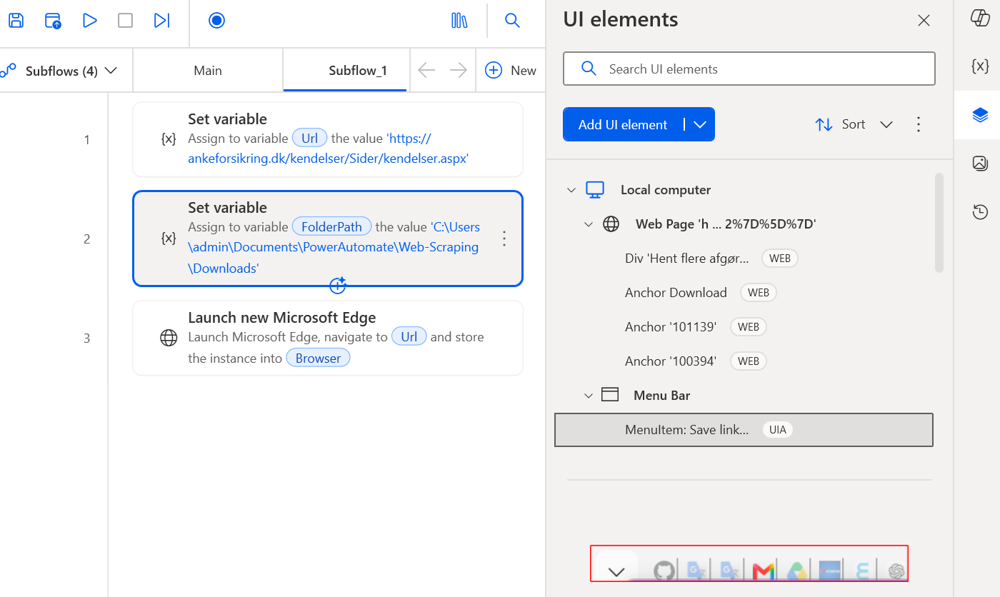 Subflows (4)
Main
Subflow_1
New
1
{x}
Set variable
Assign to variable Url the value 'https://
ankeforsikring.dk/kendelser/Sider/kendelser.aspx'
2
{x}
Set variable
Assign to variable FolderPath the value 'C:\Users
\admin\Documents\PowerAutomate\Web-Scraping
\Downloads'
3
Launch new Microsoft Edge
Launch Microsoft Edge, navigate to Url and store
the instance into Browser
UI elements
Search UI elements
Add UI element
Sort
Local computer
Web Page 'h ... 2%7D%5D%7D'
Div 'Hent flere afgør... WEB
Anchor Download WEB
Anchor '101139' WEB
Anchor '100394' WEB
Menu Bar
MenuItem: Save link... UIA
{x}